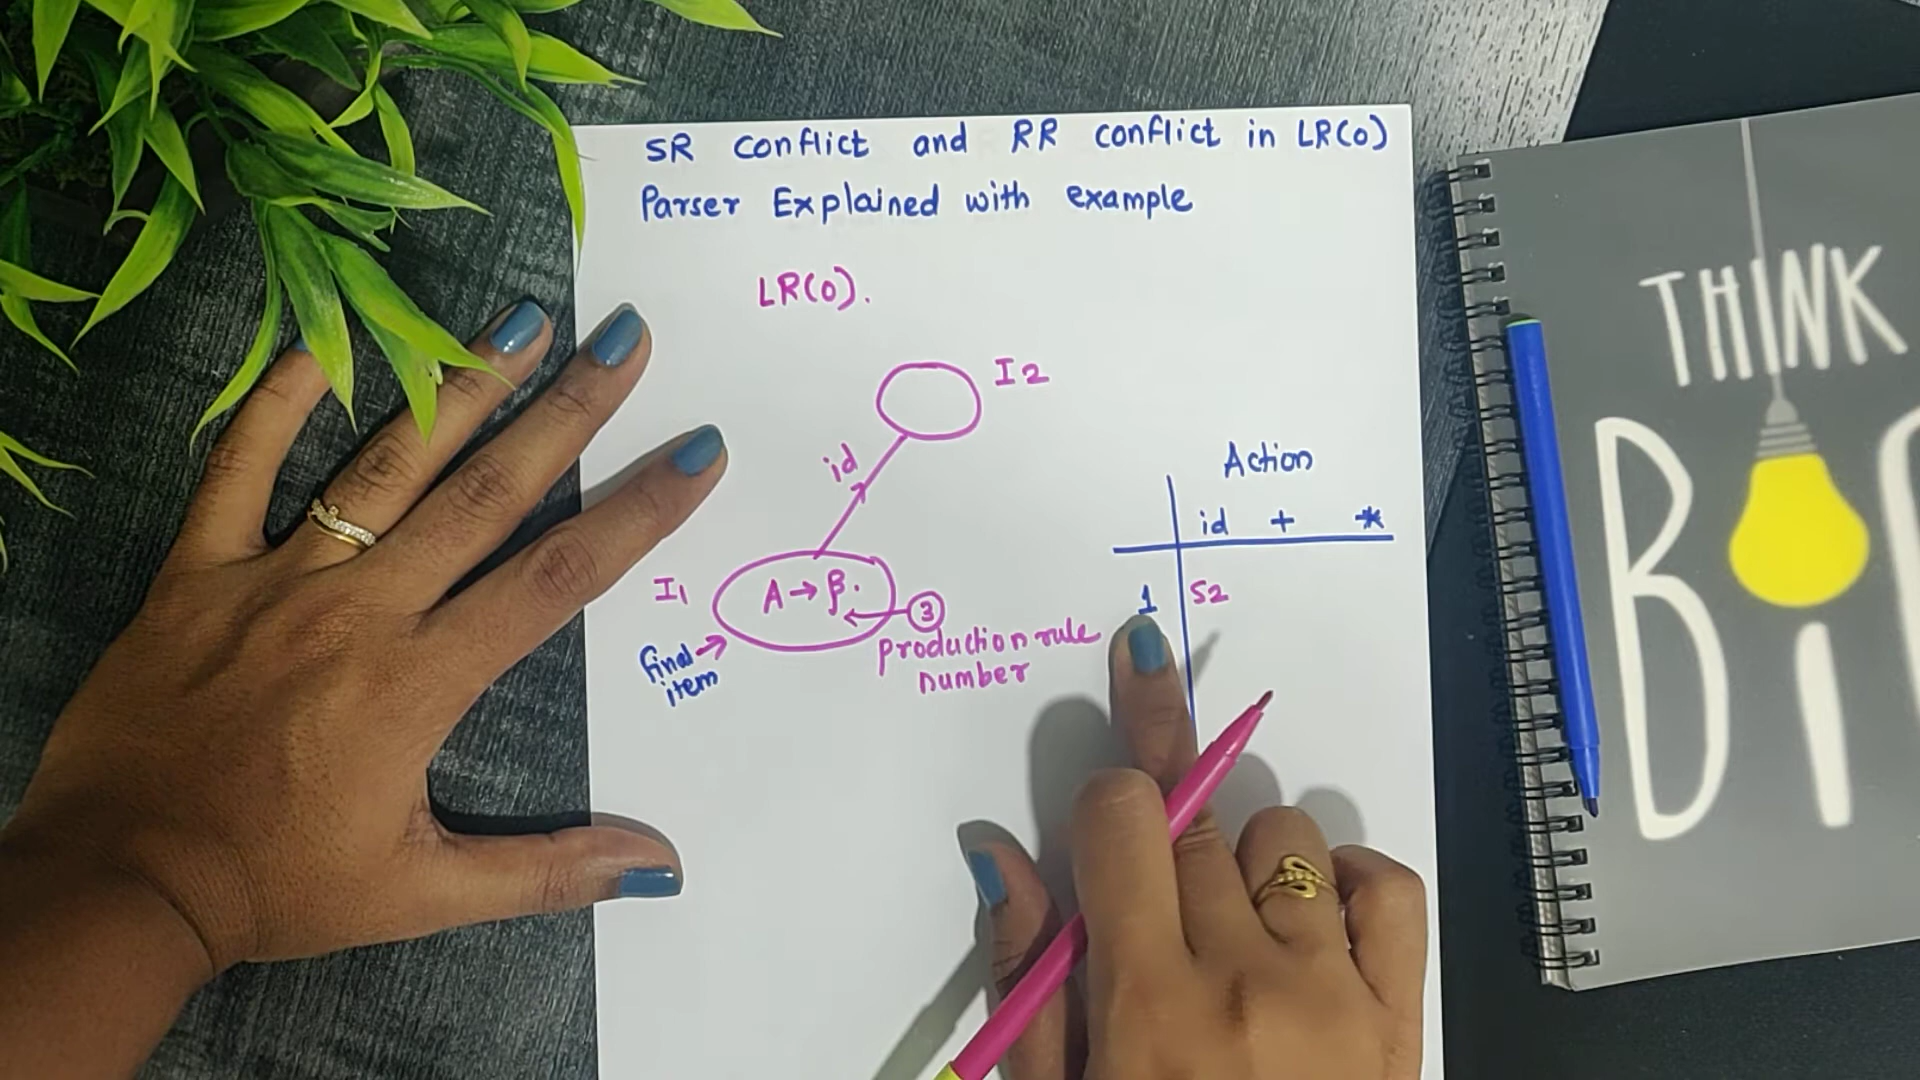 SR conflict and RR conflict in LR(0)
Parser Explained with example
LR(0).
I2
id
I1
A→β.
3
final item
production rule number
Action
id + *
1 S2
THINK